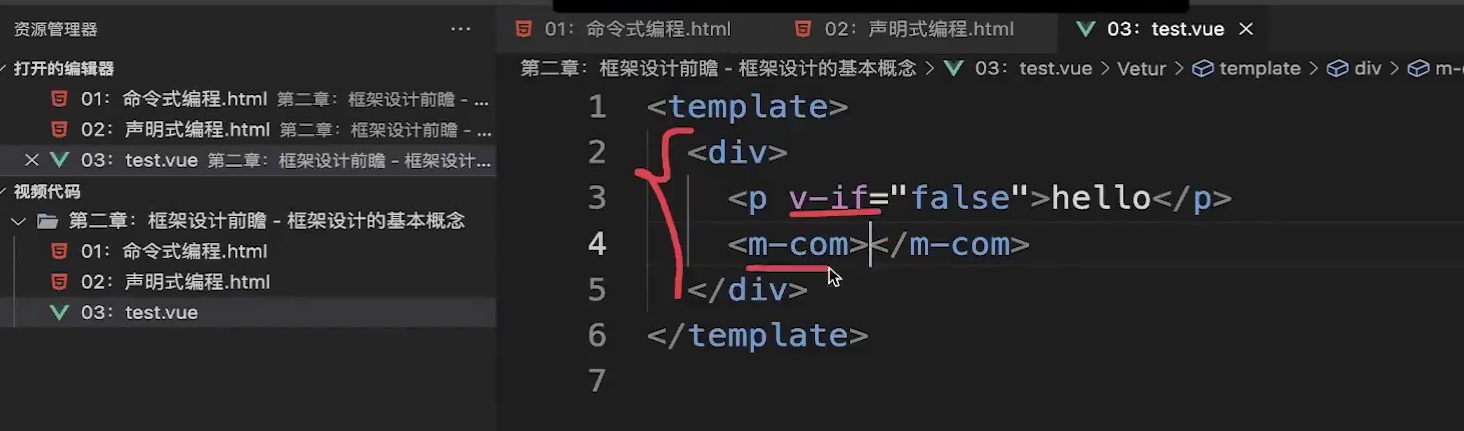 资源管理器 ···
01：命令式编程.html 02：声明式编程.html 03：test.vue ×
打开的编辑器
第二章：框架设计前瞻 - 框架设计的基本概念 > 03：test.vue > Vetur > template > div > m-
01：命令式编程.html 第二章：框架设计前瞻 - ...
02：声明式编程.html 第二章：框架设计前瞻 - ...
03：test.vue 第二章：框架设计前瞻 - 框架设计...
视频代码
第二章：框架设计前瞻 - 框架设计的基本概念
01：命令式编程.html
02：声明式编程.html
03：test.vue
1 <template>
2 <div>
3 <p v-if="false">hello</p>
4 <m-com></m-com>
5 </div>
6 </template>
7